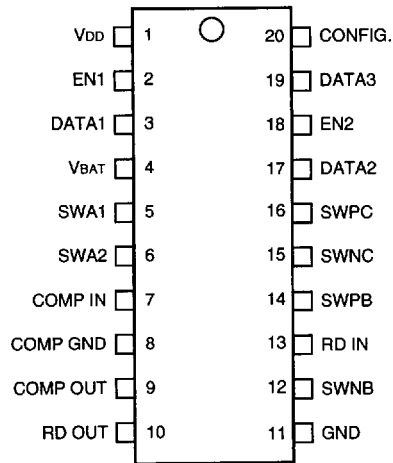 VDD 1 20 CONFIG.
EN1 2 19 DATA3
DATA1 3 18 EN2
VBAT 4 17 DATA2
SWA1 5 16 SWPC
SWA2 6 15 SWNC
COMP IN 7 14 SWPB
COMP GND 8 13 RD IN
COMP OUT 9 12 SWNB
RD OUT 10 11 GND